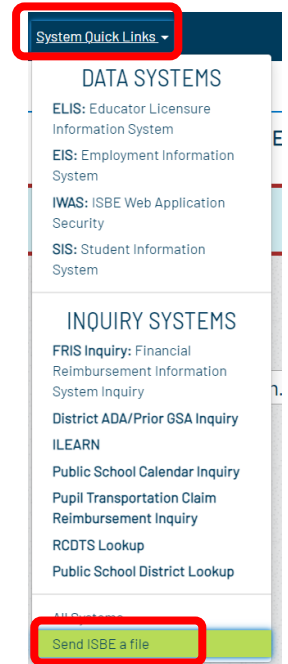 System Quick Links
DATA SYSTEMS
ELIS: Educator Licensure
Information System
EIS: Employment Information
System
IWAS: ISBE Web Application
Security
SIS: Student Information
System
INQUIRY SYSTEMS
FRIS Inquiry: Financial
Reimbursement Information
System Inquiry
District ADA/Prior GSA Inquiry
ILEARN
Public School Calendar Inquiry
Pupil Transportation Claim
Reimbursement Inquiry
RCDTS Lookup
Public School District Lookup
All Systems
Send ISBE a file